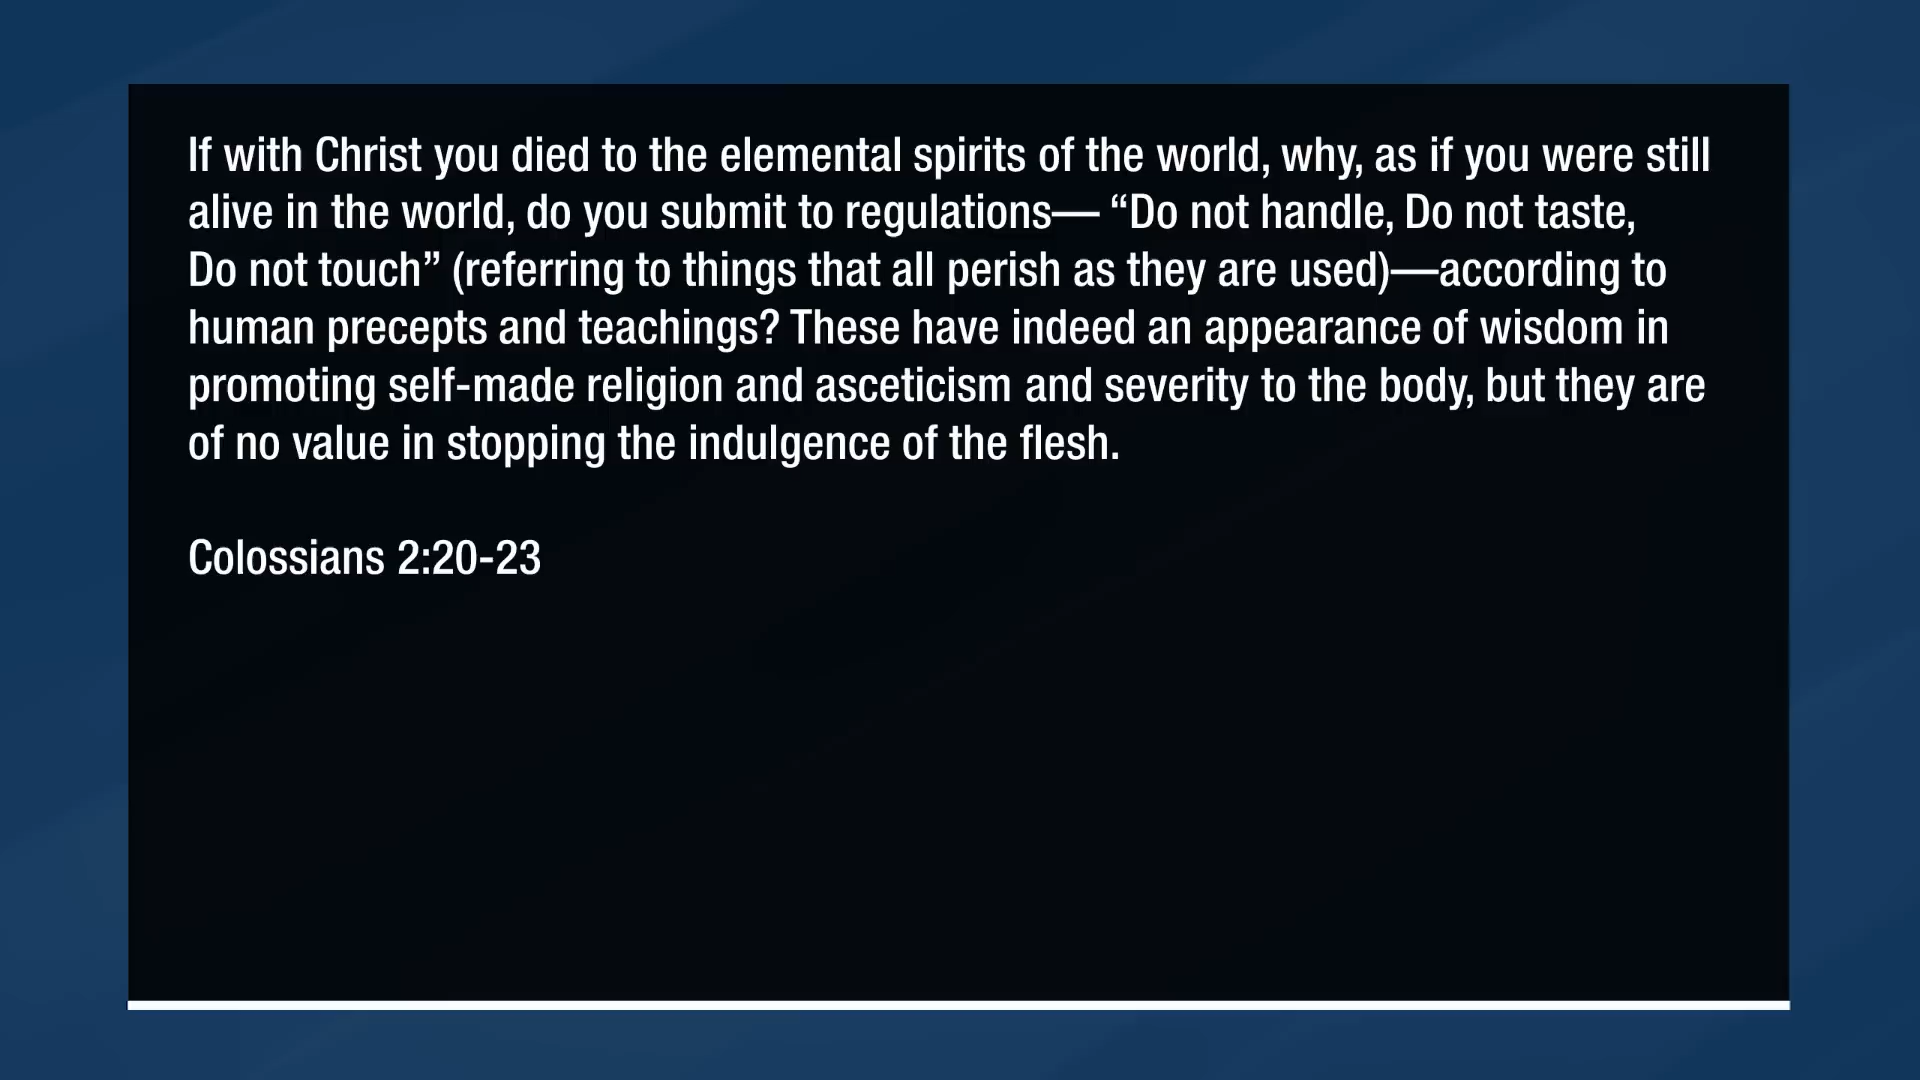 If with Christ you died to the elemental spirits of the world, why, as if you were still
alive in the world, do you submit to regulations— “Do not handle, Do not taste,
Do not touch” (referring to things that all perish as they are used)—according to
human precepts and teachings? These have indeed an appearance of wisdom in
promoting self-made religion and asceticism and severity to the body, but they are
of no value in stopping the indulgence of the flesh.
Colossians 2:20-23